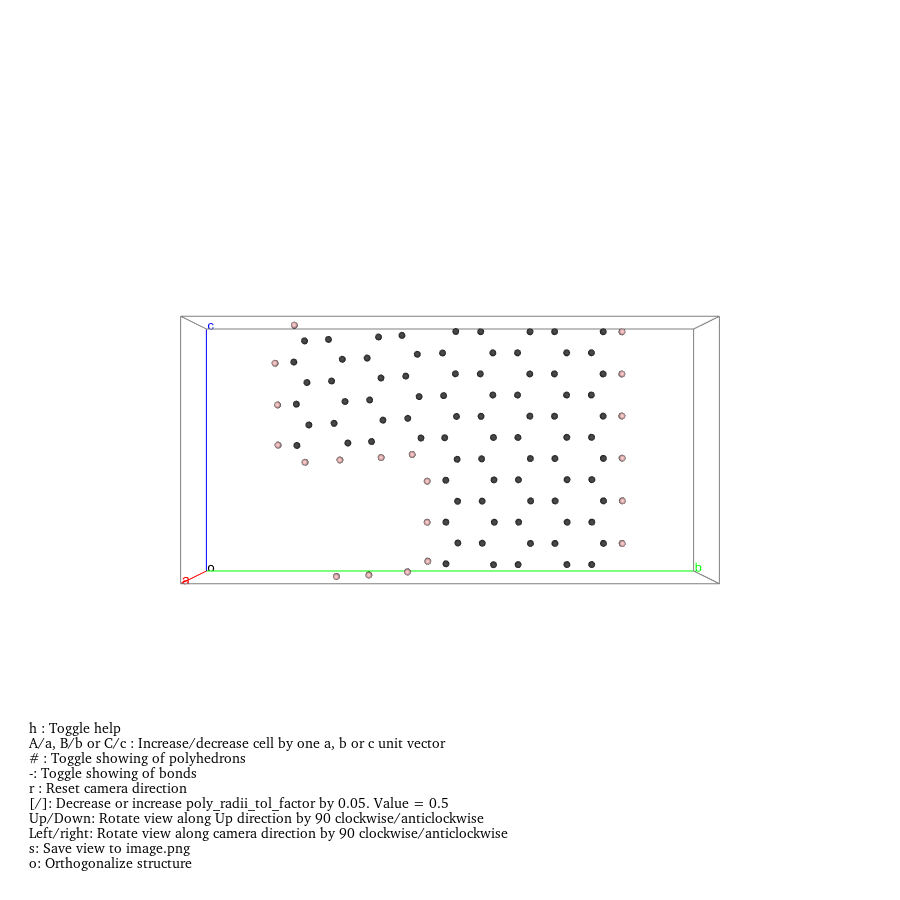 c
o
a
b
h : Toggle help
A/a, B/b or C/c : Increase/decrease cell by one a, b or c unit vector
# : Toggle showing of polyhedrons
-: Toggle showing of bonds
r : Reset camera direction
[/]: Decrease or increase poly_radii_tol_factor by 0.05. Value = 0.5
Up/Down: Rotate view along Up direction by 90 clockwise/anticlockwise
Left/right: Rotate view along camera direction by 90 clockwise/anticlockwise
s: Save view to image.png
o: Orthogonalize structure